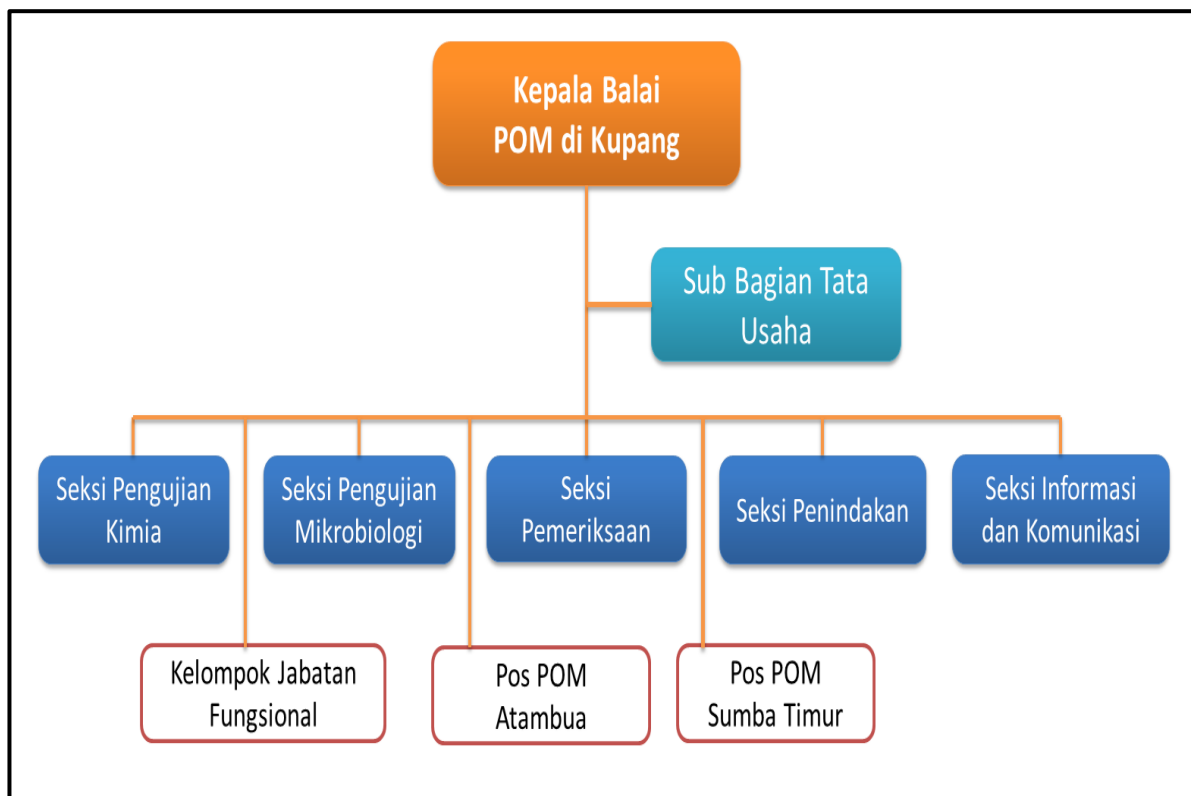 Kepala Balai
POM di Kupang
Sub Bagian Tata
Usaha
Seksi Pengujian
Kimia
Seksi Pengujian
Mikrobiologi
Seksi
Pemeriksaan
Seksi Penindakan
Seksi Informasi
dan Komunikasi
Kelompok Jabatan
Fungsional
Pos POM
Atambua
Pos POM
Sumba Timur